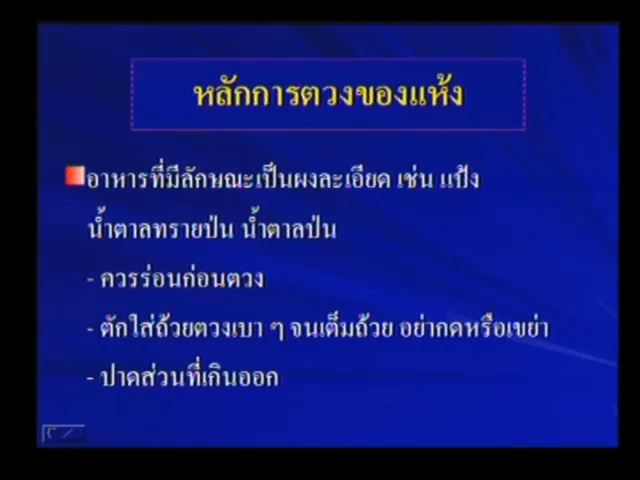 หลักการตวงของแห้ง
อาหารที่มีลักษณะเป็นผงละเอียด เช่น แป้ง
น้ำตาลทรายป่น น้ำตาลป่น
- ควรร่อนก่อนตวง
- ตักใส่ถ้วยตวงเบา ๆ จนเต็มถ้วย อย่ากดหรือเขย่า
- ปาดส่วนที่เกินออก